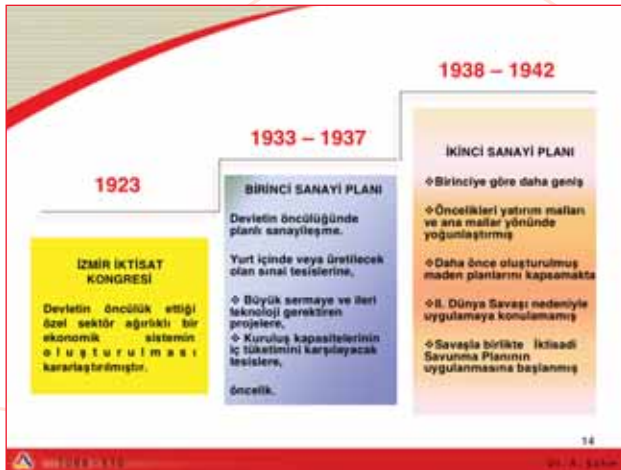 1923
İZMİR İKTİSAT
KONGRESİ
Devletin öncülük ettiği
özel sektör ağırlıklı bir
ekonomik sistemin
oluşturulması
kararlaştırılmıştır.
1933 – 1937
BİRİNCİ SANAYİ PLANI
Devletin öncülüğünde
planlı sanayileşme.
Yurt içinde veya üretilecek
olan sınai tesislerine,
❖ Büyük sermaye ve ileri
teknoloji gerektiren
projelere,
❖ Kuruluş kapasitelerinin
iç tüketimini karşılayacak
tesislere,
öncelik.
1938 – 1942
İKİNCİ SANAYİ PLANI
❖Birinciye göre daha geniş
❖Öncelikleri yatırım malları
ve ana mallar yönünde
yoğunlaştırmış
❖Daha önce oluşturulmuş
maden planlarını kapsamakta
❖II. Dünya Savaşı nedeniyle
uygulamaya konulamamış
❖Savaşla birlikte İktisadi
Savunma Planının
uygulanmasına başlanmış
14